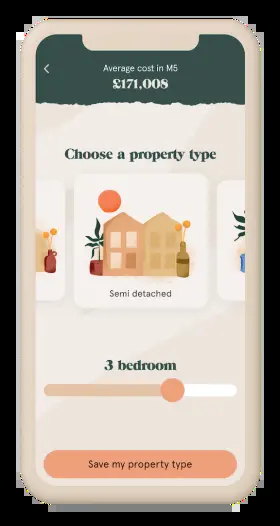 Average cost in M5
£171,008
Choose a property type
Semi detached
3 bedroom
Save my property type